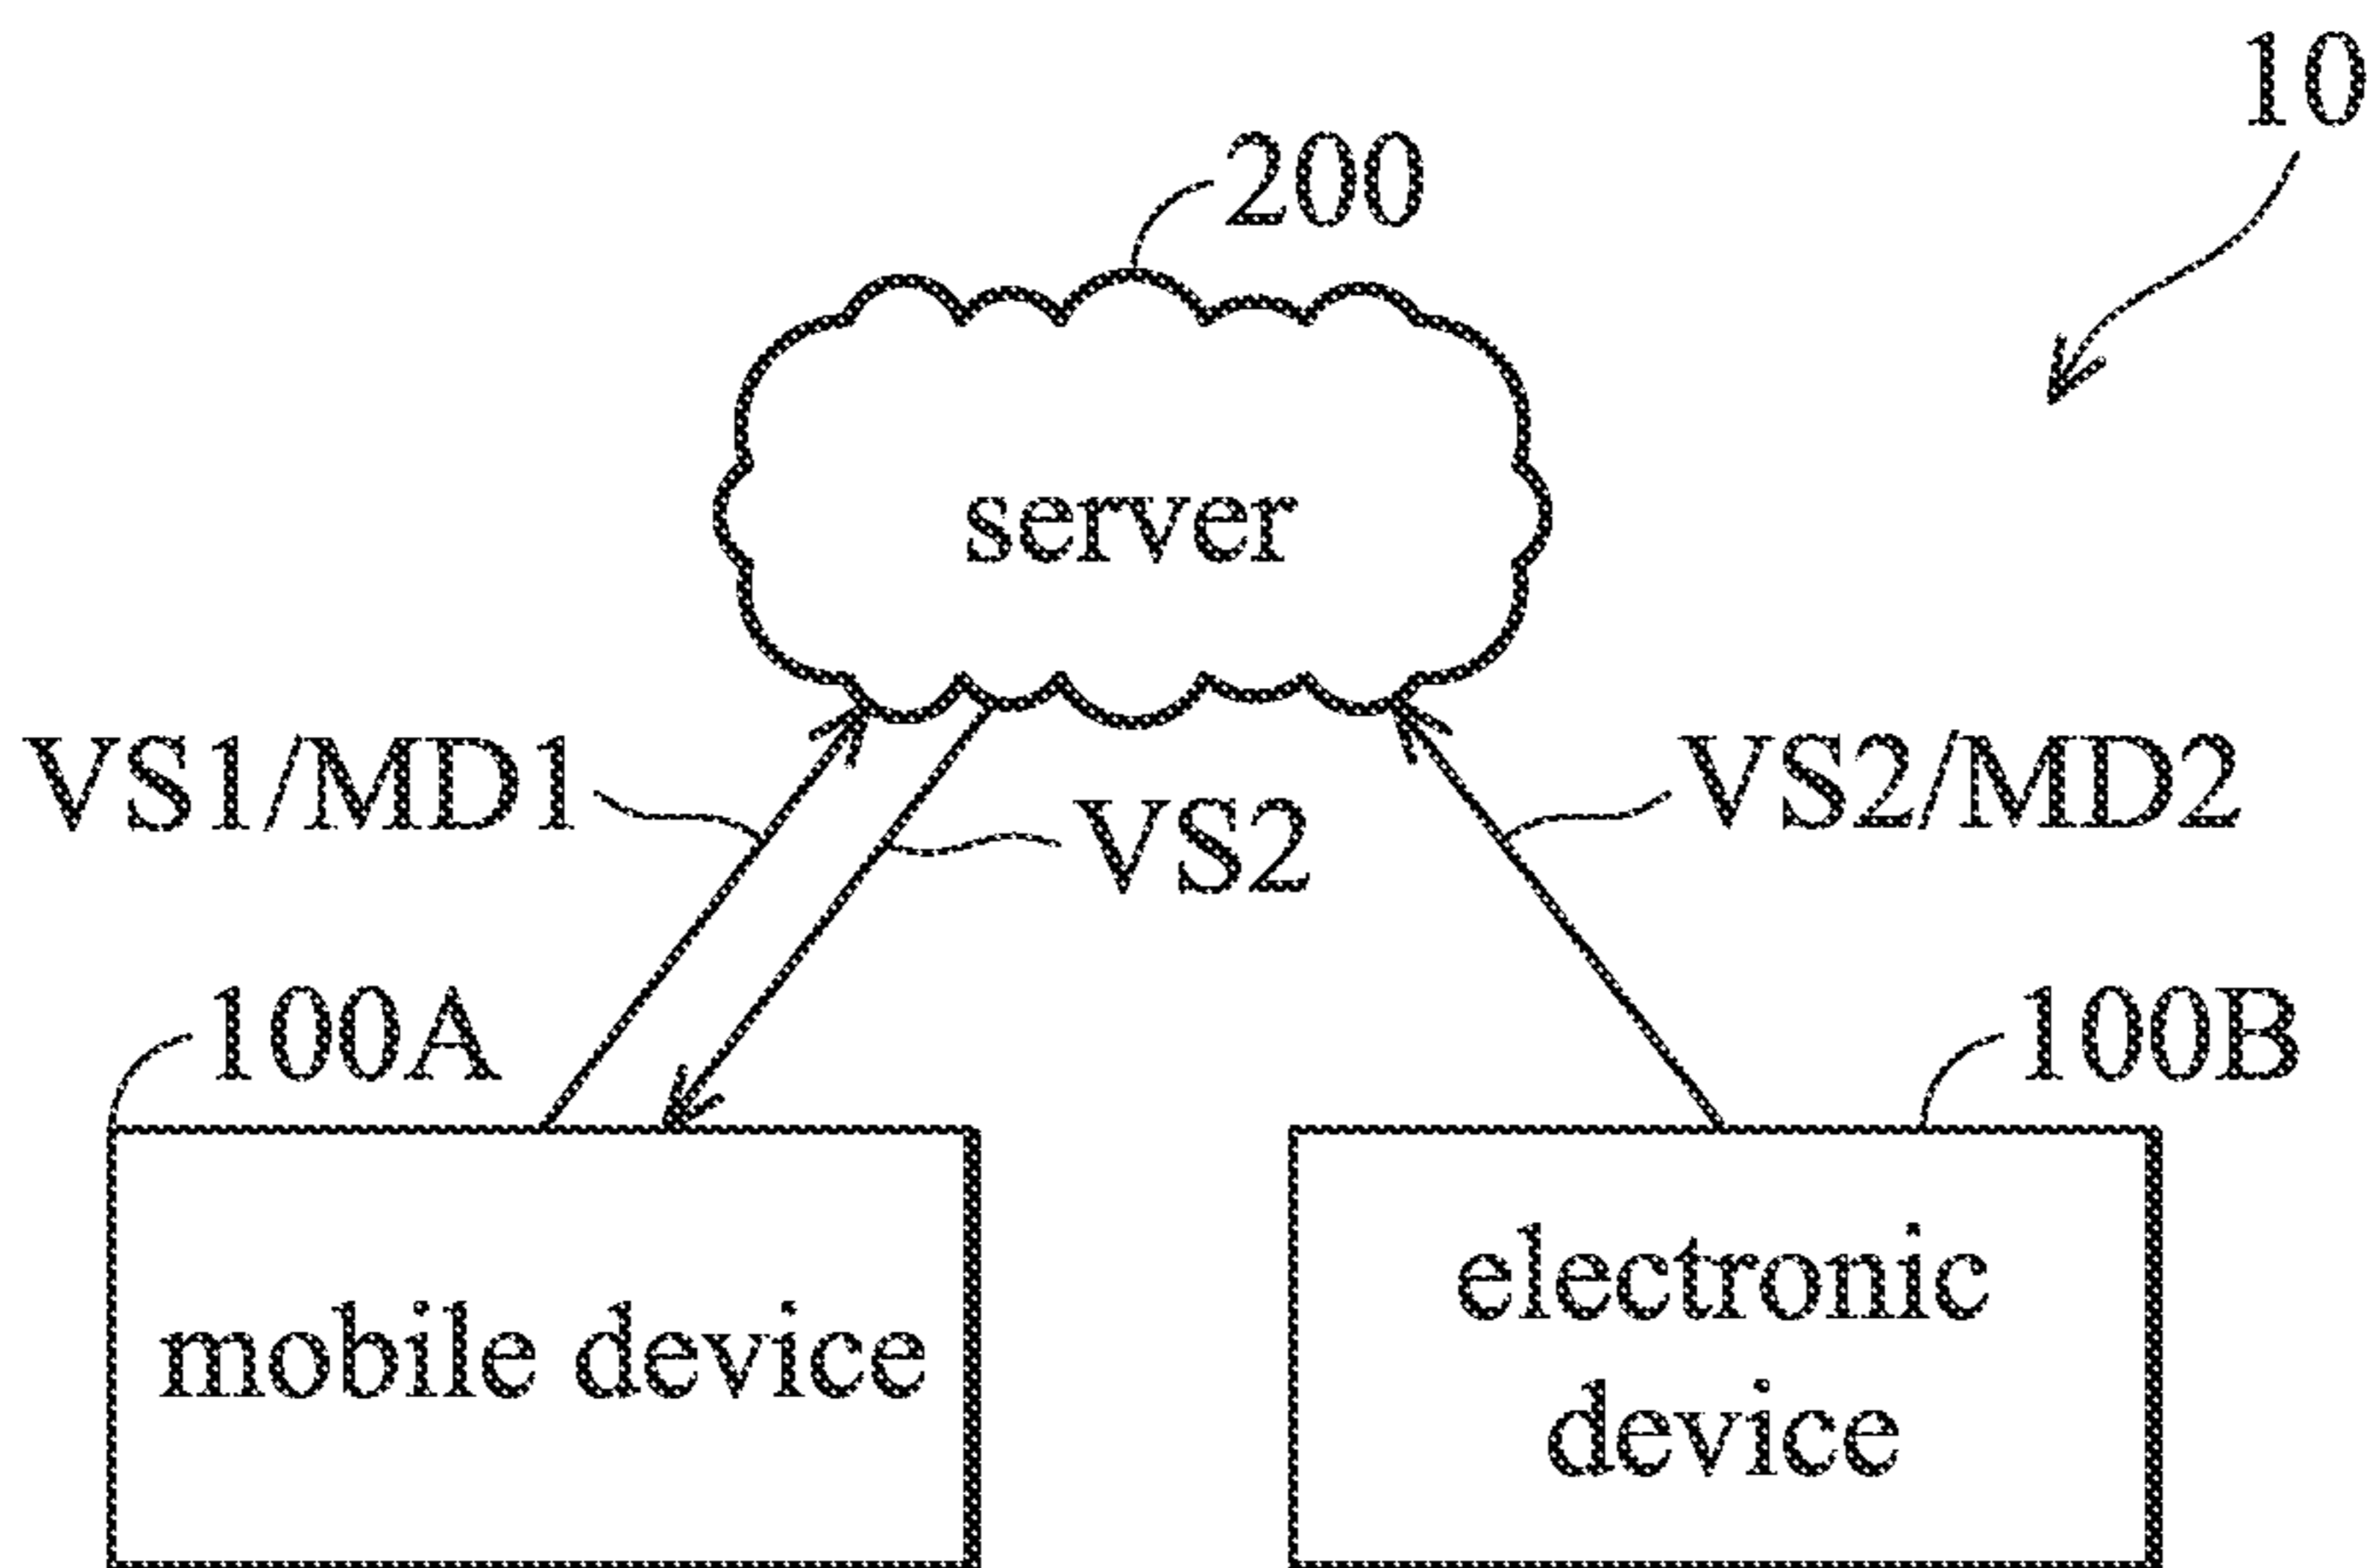 10
200
server
VS1/MD1
VS2/MD2
VS2
100A
100B
mobile device
electronic
device